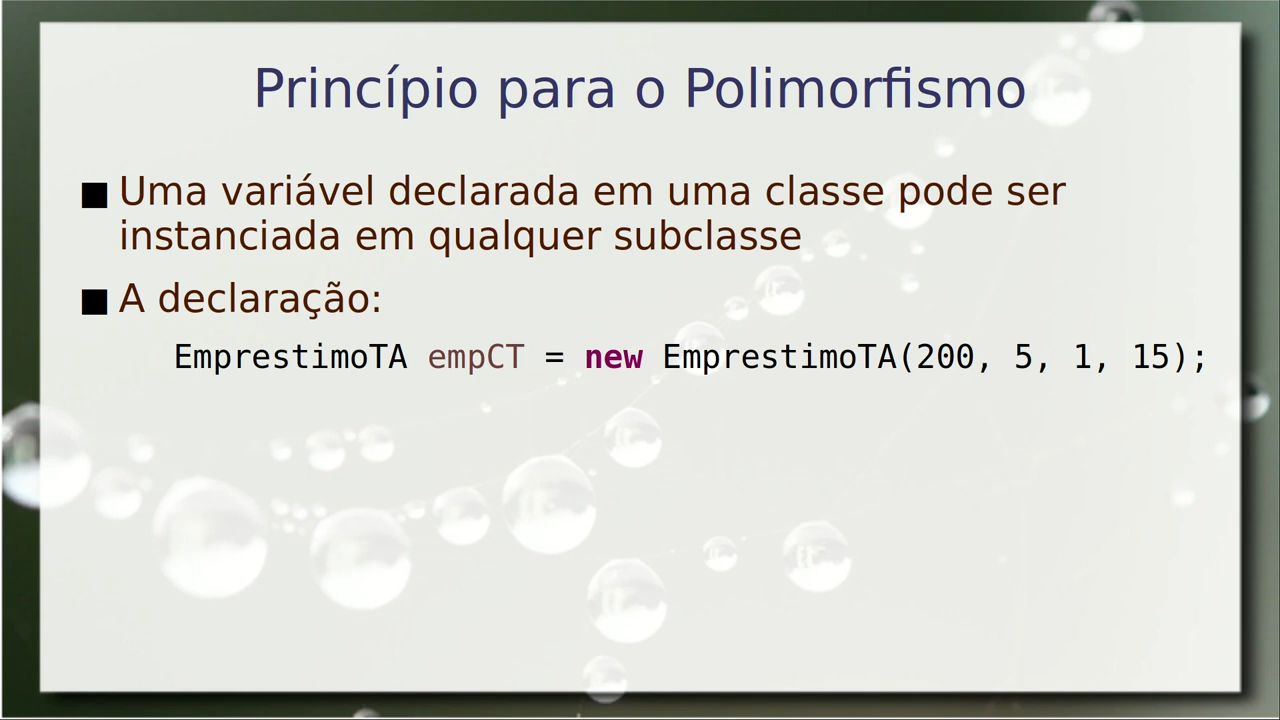 Princípio para o Polimorfismo
■ Uma variável declarada em uma classe pode ser
instanciada em qualquer subclasse
■ A declaração:
EmprestimoTA empCT = new EmprestimoTA(200, 5, 1, 15);